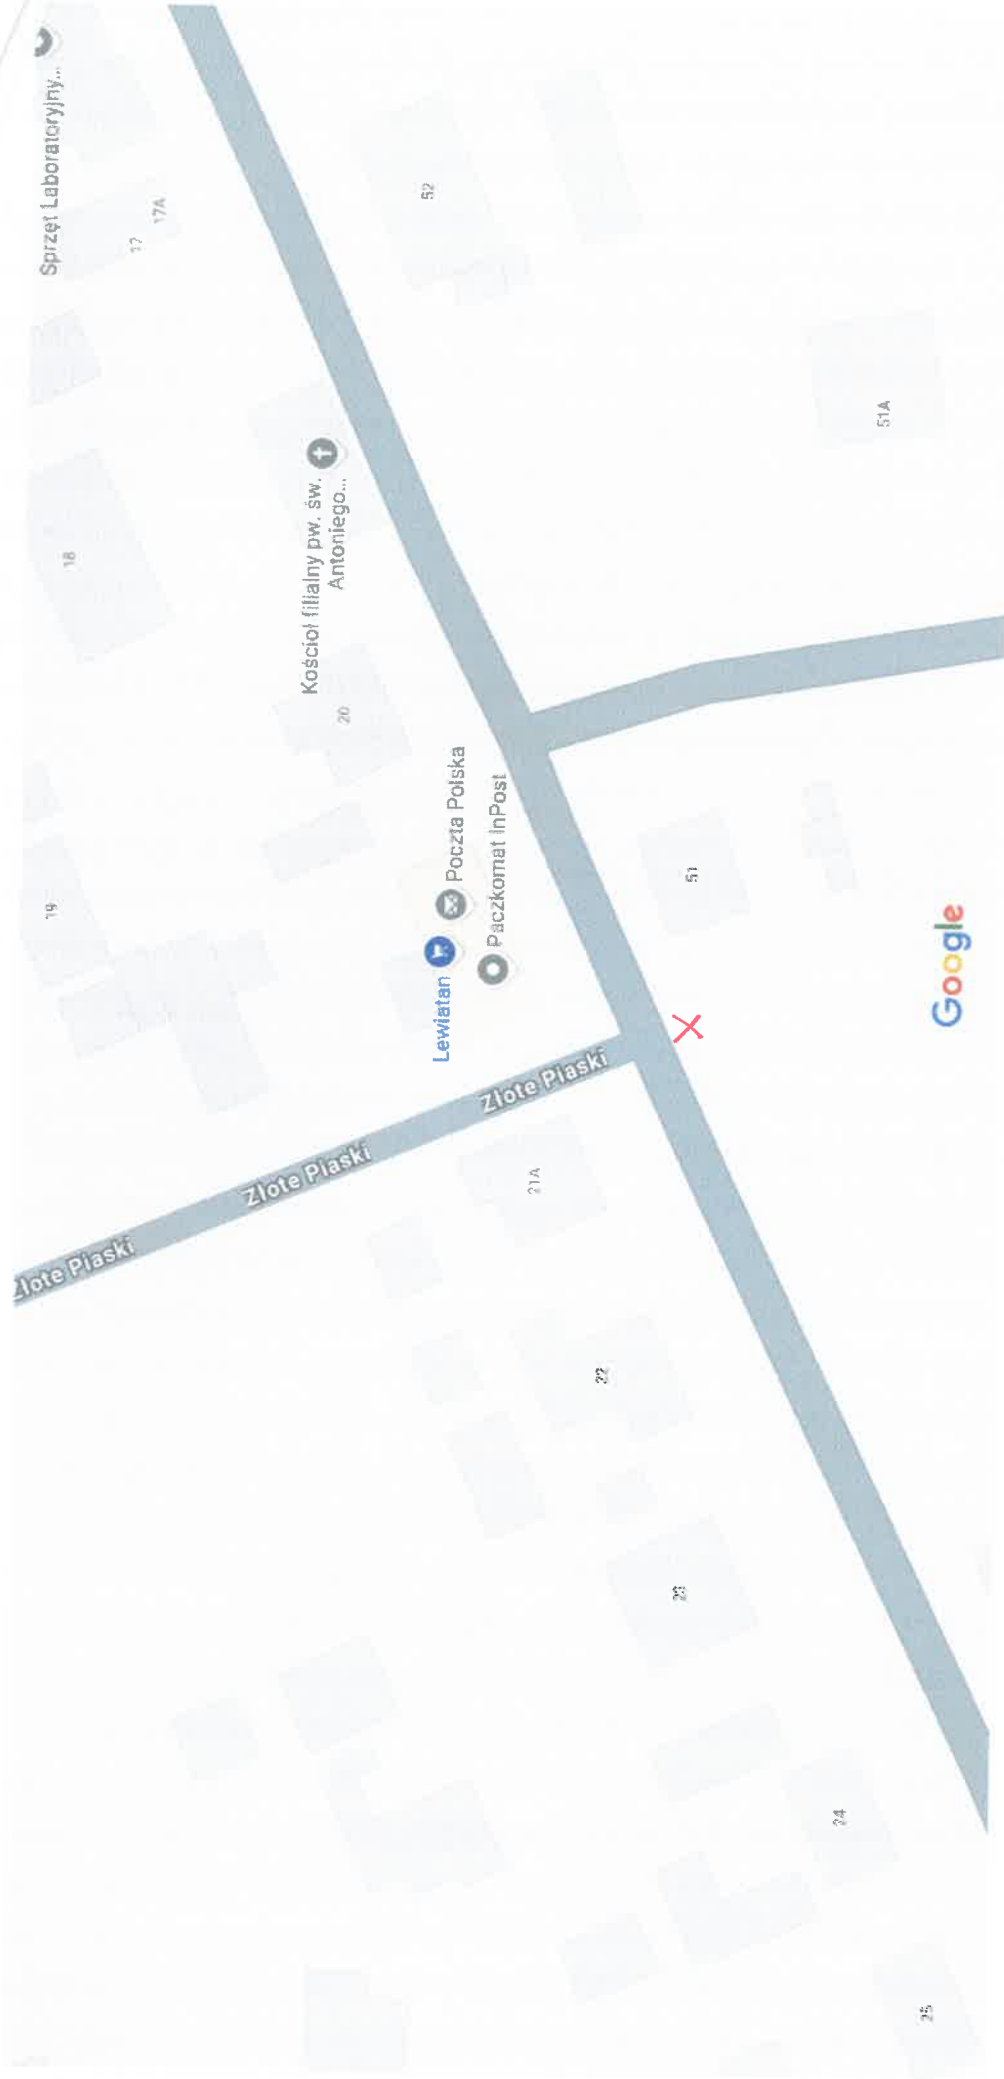 Sprzęt Laboratoryjny...
19
18
Złote Piaski
17
17A
Złote Piaski
Kościół filialny pw. św.
Antoniego...
20
Lewiatan
Poczta Polska
52
Paczkomat InPost
Złote Piaski
21A
22
23
51
24
51A
25
Google